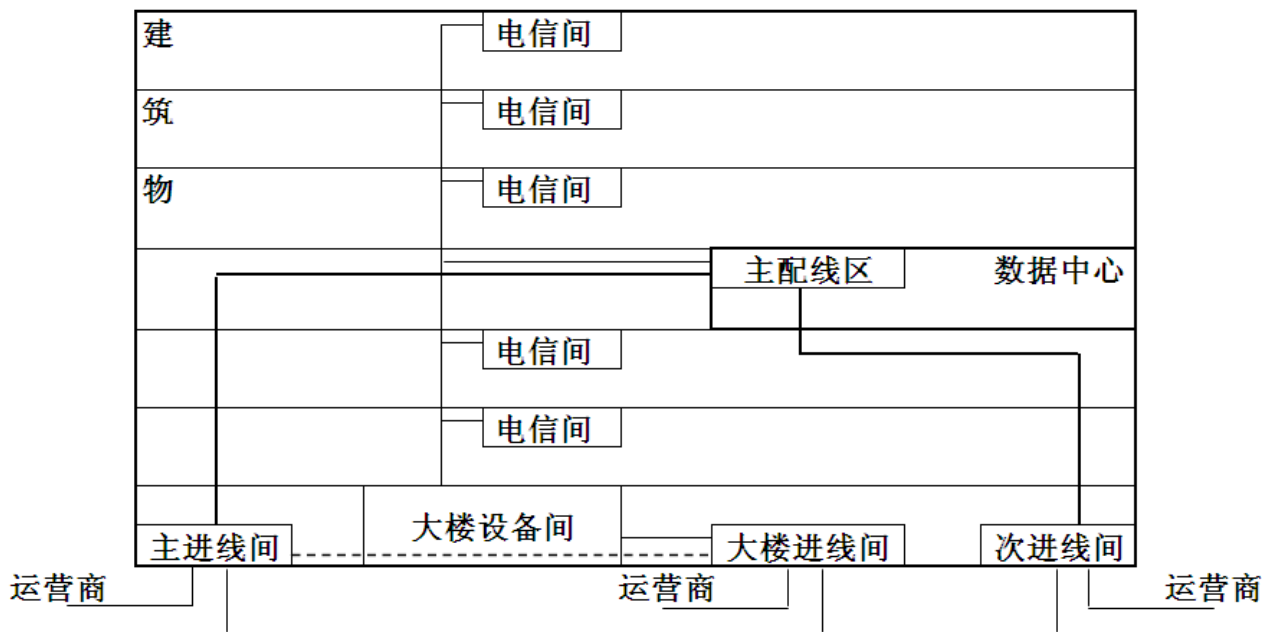 建
电信间
筑
电信间
物
电信间
主配线区
数据中心
电信间
电信间
大楼设备间
主进线间
大楼进线间
次进线间
运营商
运营商
运营商